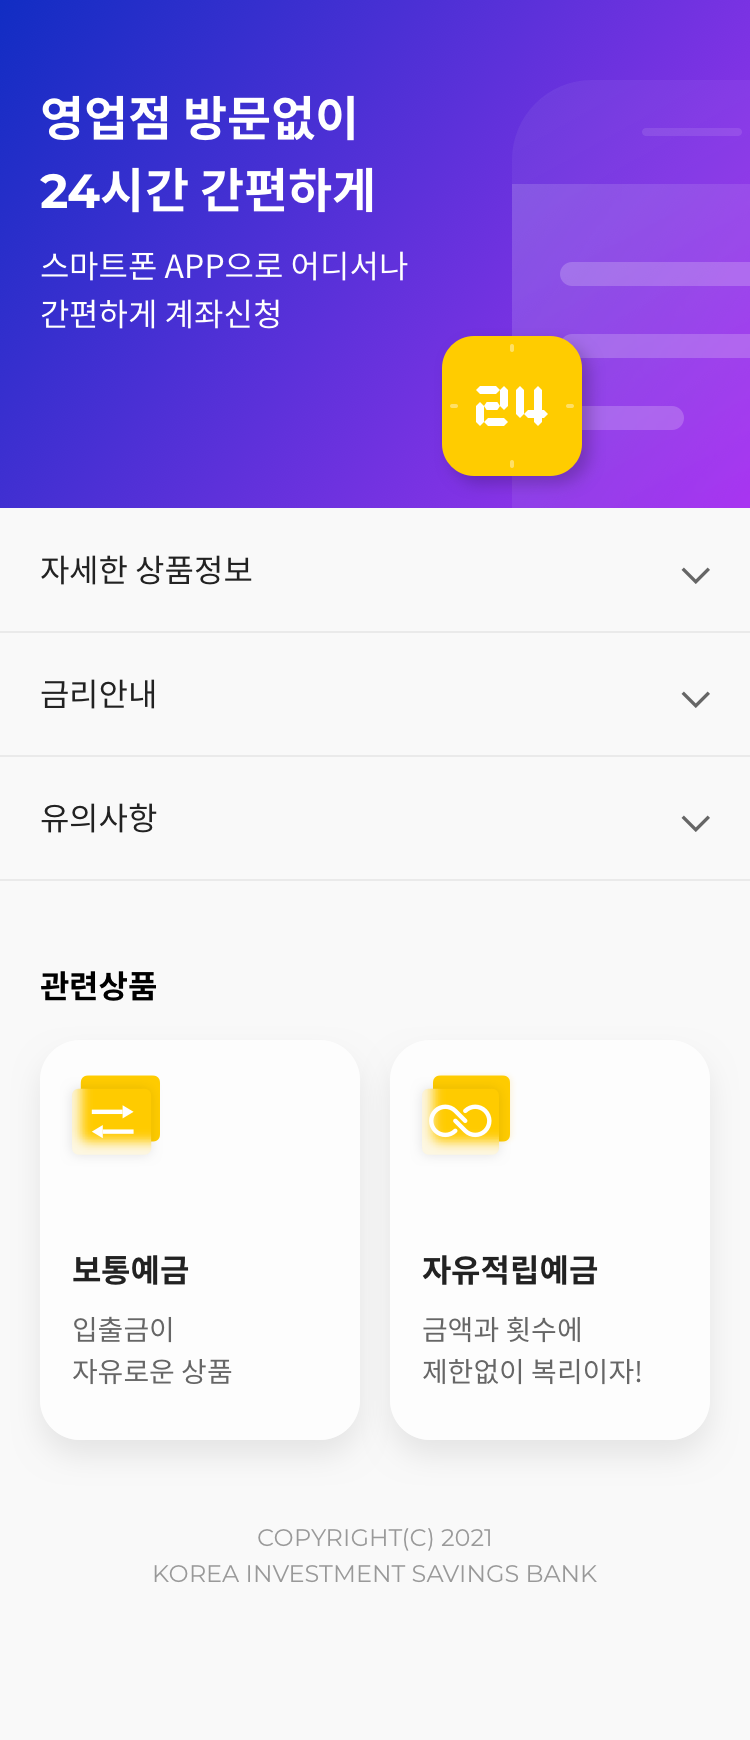 영업점 방문없이
24시간 간편하게
스마트폰 APP으로 어디서나
간편하게 계좌신청
24
자세한 상품정보
금리안내
유의사항
관련상품
보통예금
입출금이
자유로운 상품
자유적립예금
금액과 횟수에
제한없이 복리이자!
COPYRIGHT(C) 2021
KOREA INVESTMENT SAVINGS BANK